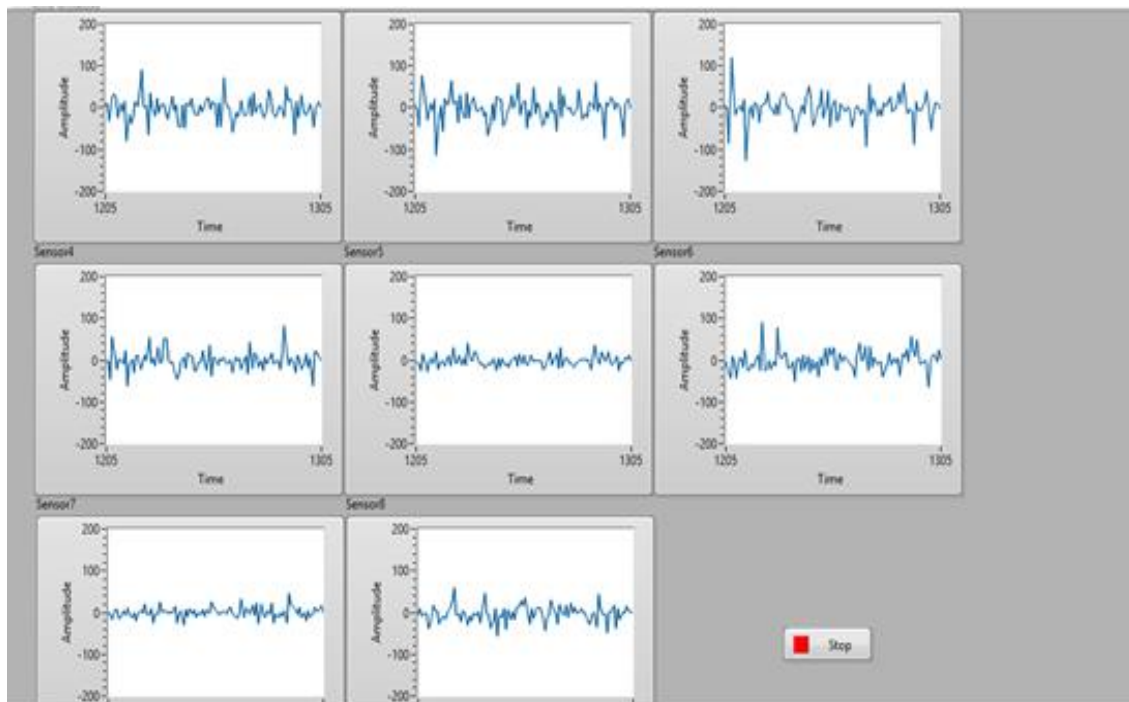 200 200 200
100 100 100
0 0 0
-100 -100 -100
-200 -200 -200
Amplitude Amplitude Amplitude
1205 1305 1205 1305 1205 1305
Time Time Time
Sensor4 Sensor5 Sensor6
200 200 200
100 100 100
0 0 0
-100 -100 -100
-200 -200 -200
Amplitude Amplitude Amplitude
1205 1305 1205 1305 1205 1305
Time Time Time
Sensor7 Sensor8
200 200
100 100
0 0
-100 -100
-200 -200
Amplitude Amplitude
Stop